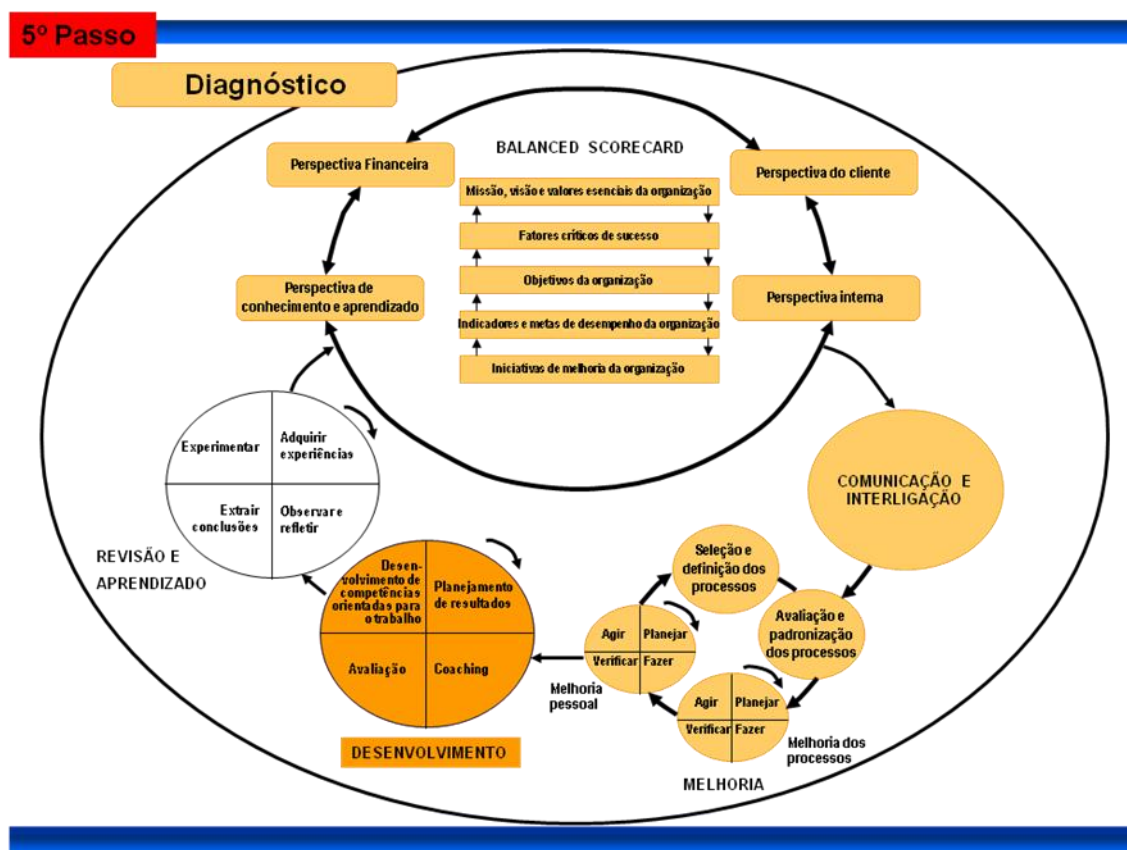 5º Passo
Diagnóstico
BALANCED SCORECARD
Perspectiva Financeira
Perspectiva do cliente
Missão, visão e valores esenciais da organização
Fatores críticos de sucesso
Objetivos da organização
Indicadores e metas de desempenho da organização
Iniciativas de melhoria da organização
Perspectiva de
conhecimento e aprendizado
Perspectiva interna
Experimentar
Adquirir
experiências
Extrair
conclusões
Observar e
refletir
REVISÃO E
APRENDIZADO
COMUNICAÇÃO E
INTERLIGAÇÃO
Desen-
volvimento de
competências
orientadas para
o trabalho
Planejamento
de resultados
Avaliação
Coaching
DESENVOLVIMENTO
Seleção e
definição dos
processos
Avaliação e
padronização
dos processos
Agir
Planejar
Verificar
Fazer
Melhoria
pessoal
Agir
Planejar
Verificar
Fazer
Melhoria dos
processos
MELHORIA